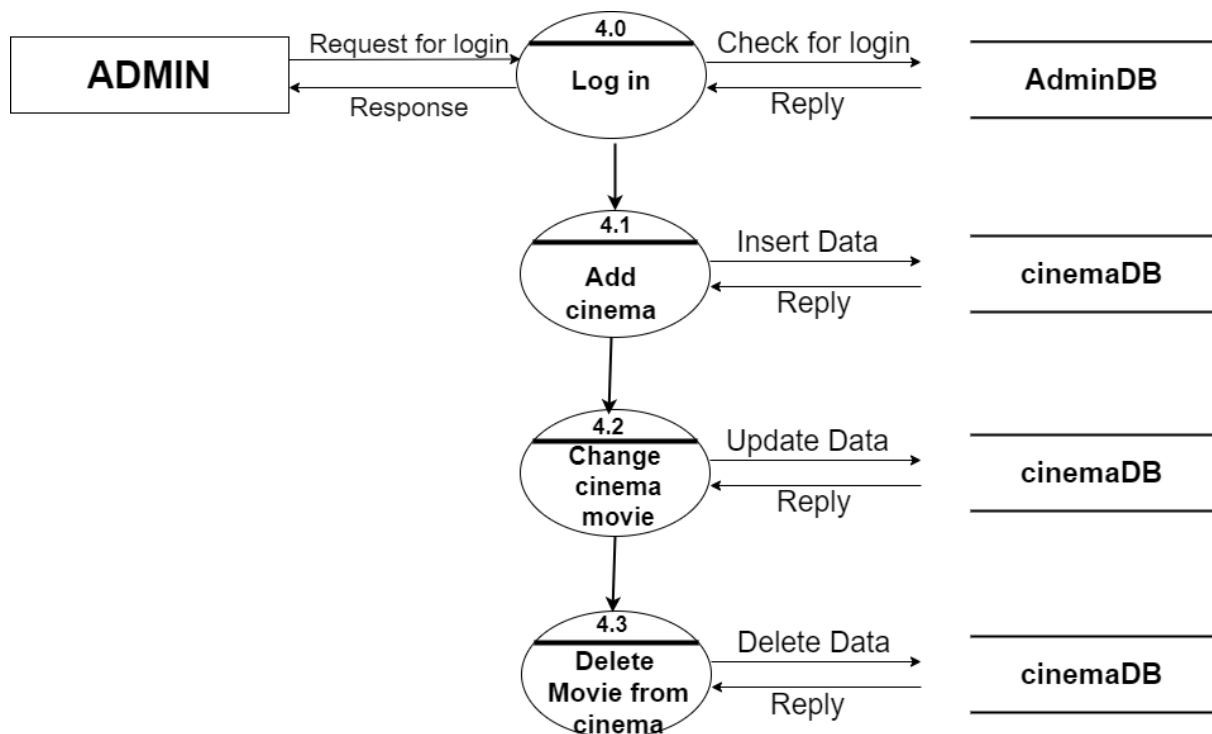 4.0
Request for login
Check for login
ADMIN
Log in
AdminDB
Response
Reply
4.1
Insert Data
Add
cinema
cinemaDB
Reply
4.2
Update Data
Change
cinema
movie
cinemaDB
Reply
4.3
Delete Data
Delete
Movie from
cinema
cinemaDB
Reply